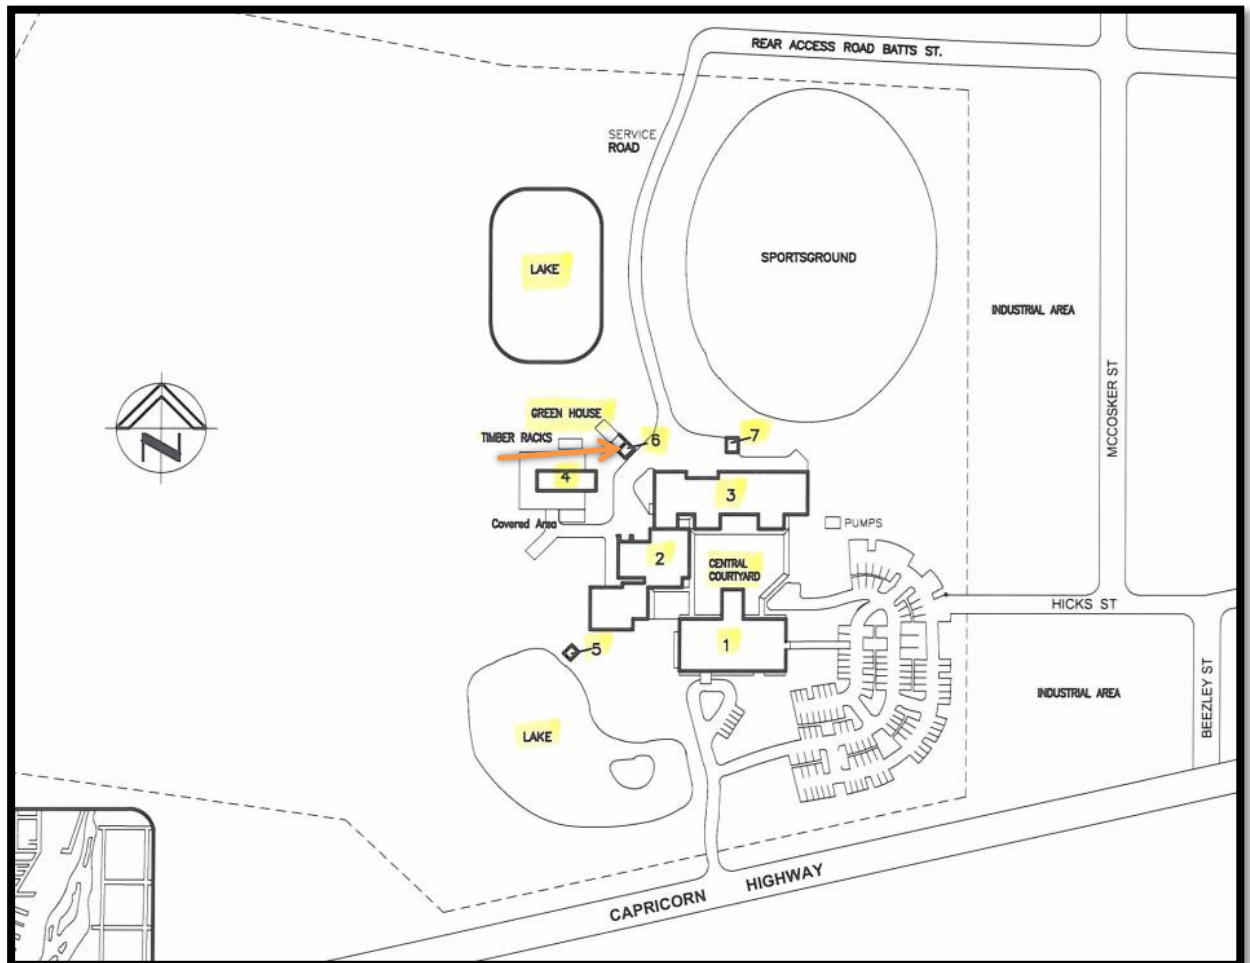 REAR ACCESS ROAD BATTS ST.
SERVICE
ROAD
SPORTSGROUND
LAKE
INDUSTRIAL AREA
MCCOSKER ST
GREEN HOUSE
TIMBER RACKS
6
7
N
4
3
Covered Area
PUMPS
2
CENTRAL
COURTYARD
HICKS ST
1
5
INDUSTRIAL AREA
BEEZLEY ST
LAKE
CAPRICORN HIGHWAY